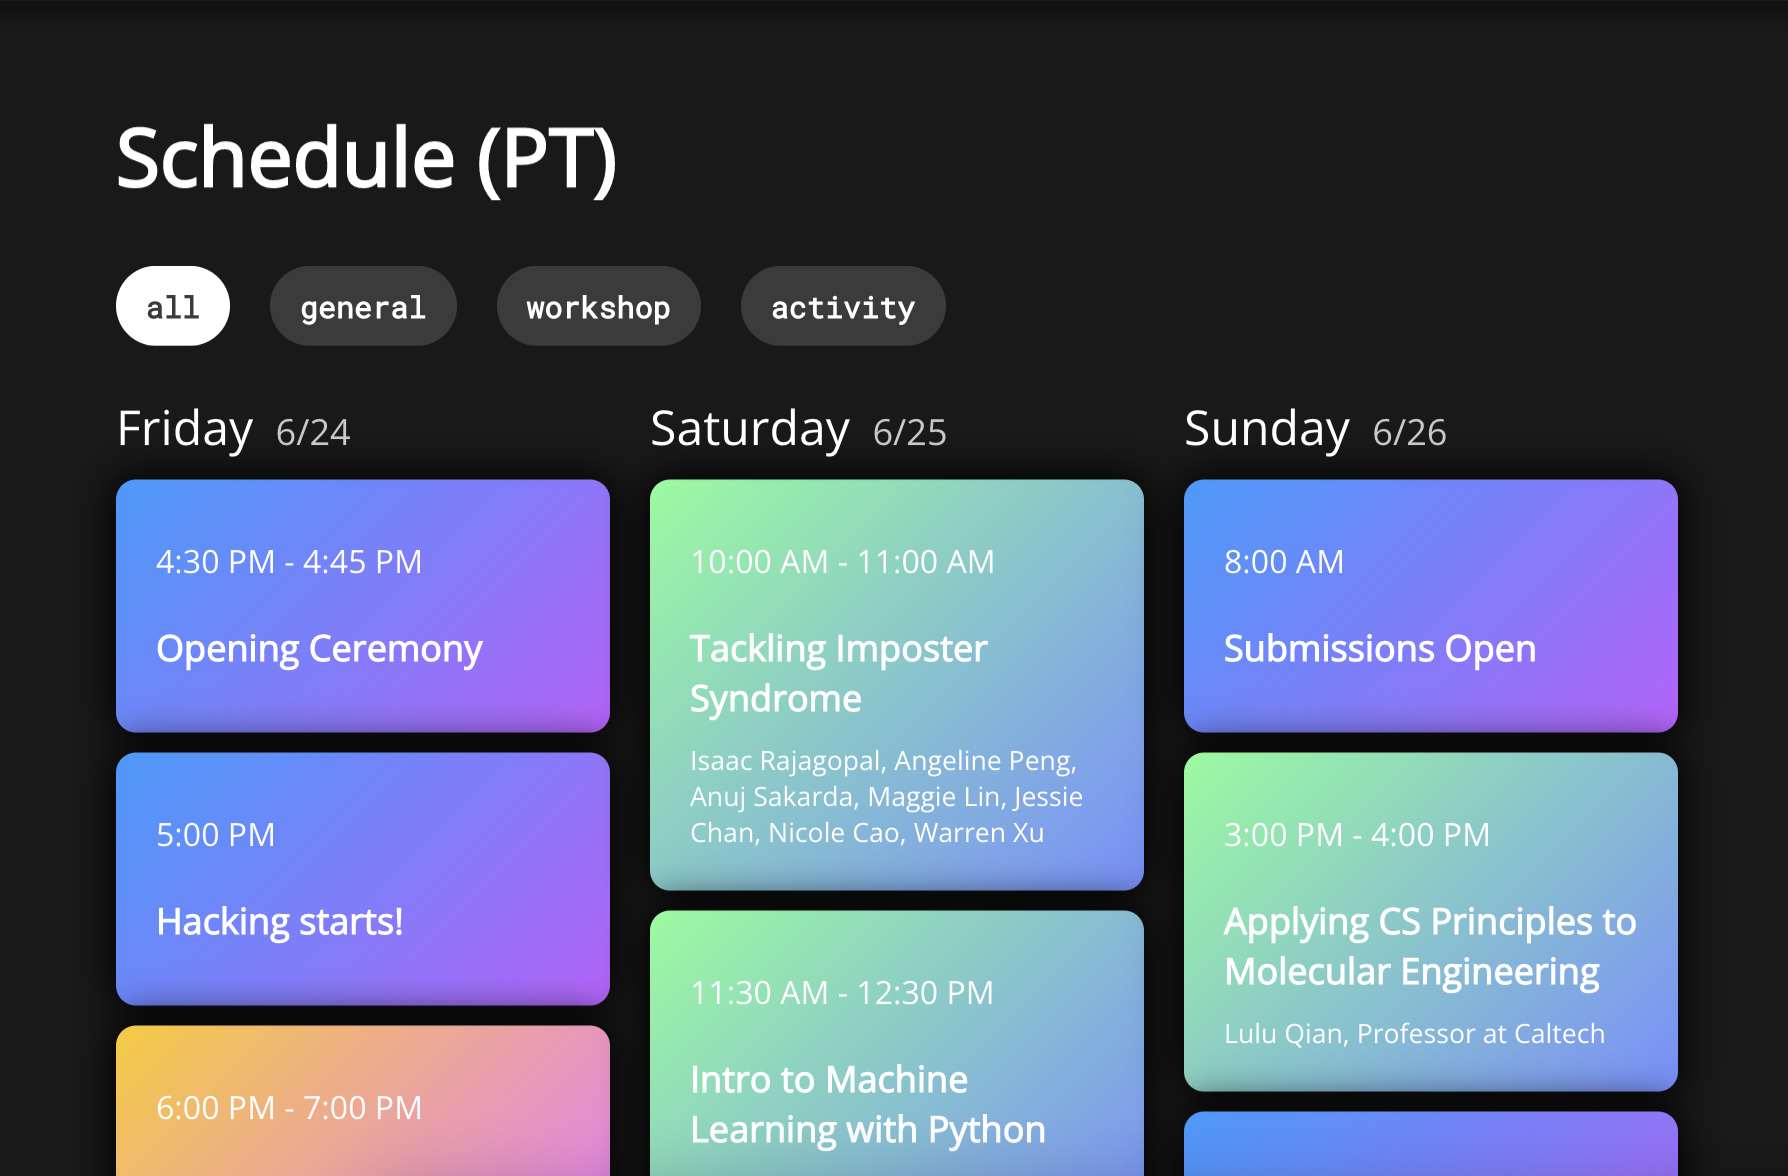 Schedule (PT)
all
general
workshop
activity
Friday 6/24
4:30 PM - 4:45 PM
Opening Ceremony
5:00 PM
Hacking starts!
6:00 PM - 7:00 PM
Saturday 6/25
10:00 AM - 11:00 AM
Tackling Imposter
Syndrome
Isaac Rajagopal, Angeline Peng,
Anuj Sakarda, Maggie Lin, Jessie
Chan, Nicole Cao, Warren Xu
11:30 AM - 12:30 PM
Intro to Machine
Learning with Python
Sunday 6/26
8:00 AM
Submissions Open
3:00 PM - 4:00 PM
Applying CS Principles to
Molecular Engineering
Lulu Qian, Professor at Caltech